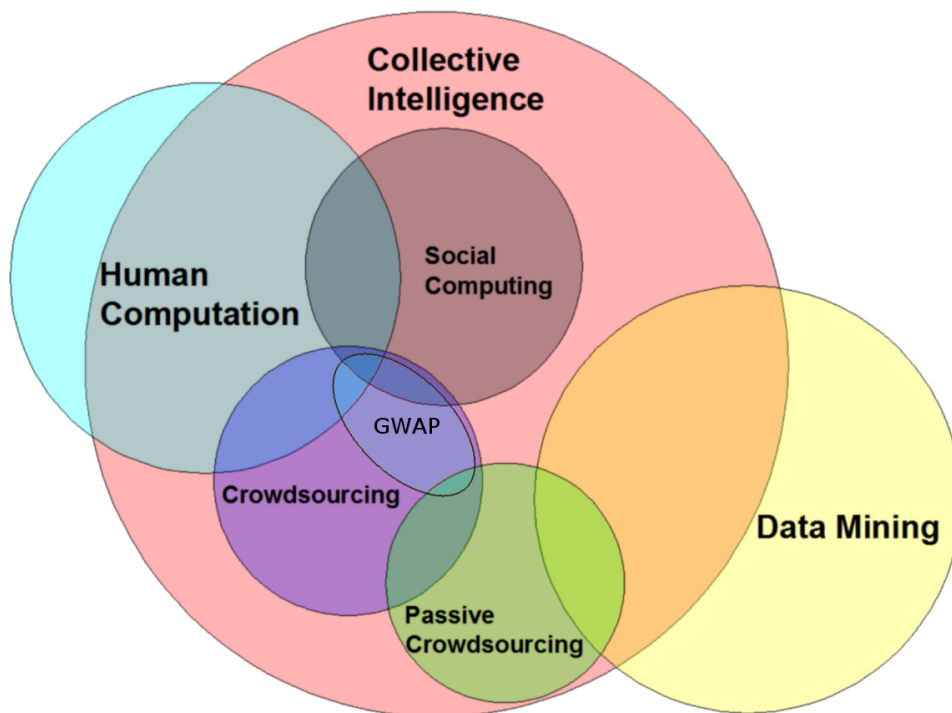 Collective
Intelligence
Social
Computing
Human
Computation
GWAP
Crowdsourcing
Data Mining
Passive
Crowdsourcing